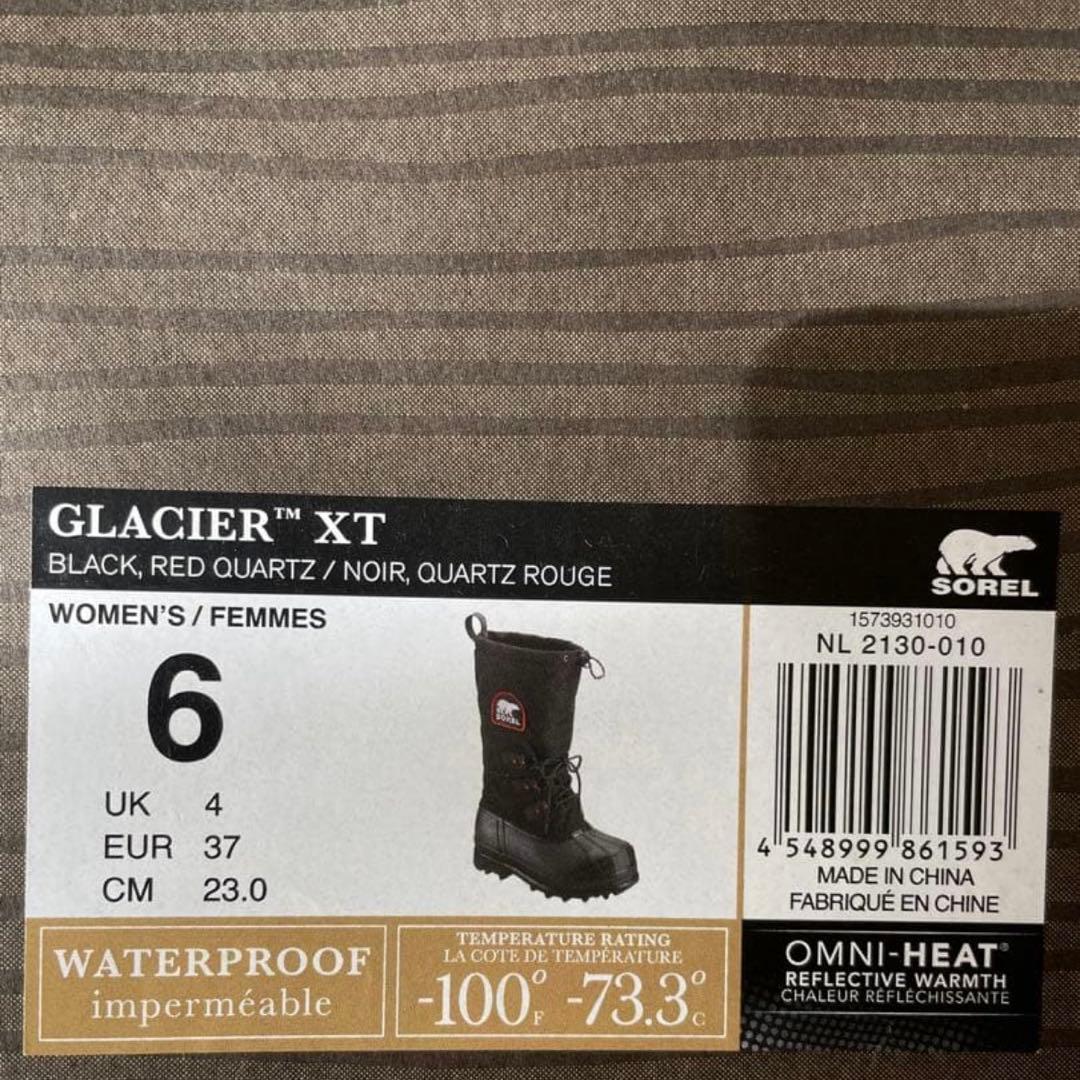 GLACIER™ XT
BLACK, RED QUARTZ / NOIR, QUARTZ ROUGE
SOREL
WOMEN'S / FEMMES
6
UK 4
EUR 37
CM 23.0
SOREL
1573931010
NL 2130-010
4 548999 861593
MADE IN CHINA
FABRIQUÉ EN CHINE
WATERPROOF
imperméable
TEMPERATURE RATING
LA COTE DE TEMPÉRATURE
-100°F -73.3°C
OMNI-HEAT®
REFLECTIVE WARMTH
CHALEUR RÉFLÉCHISSANTE